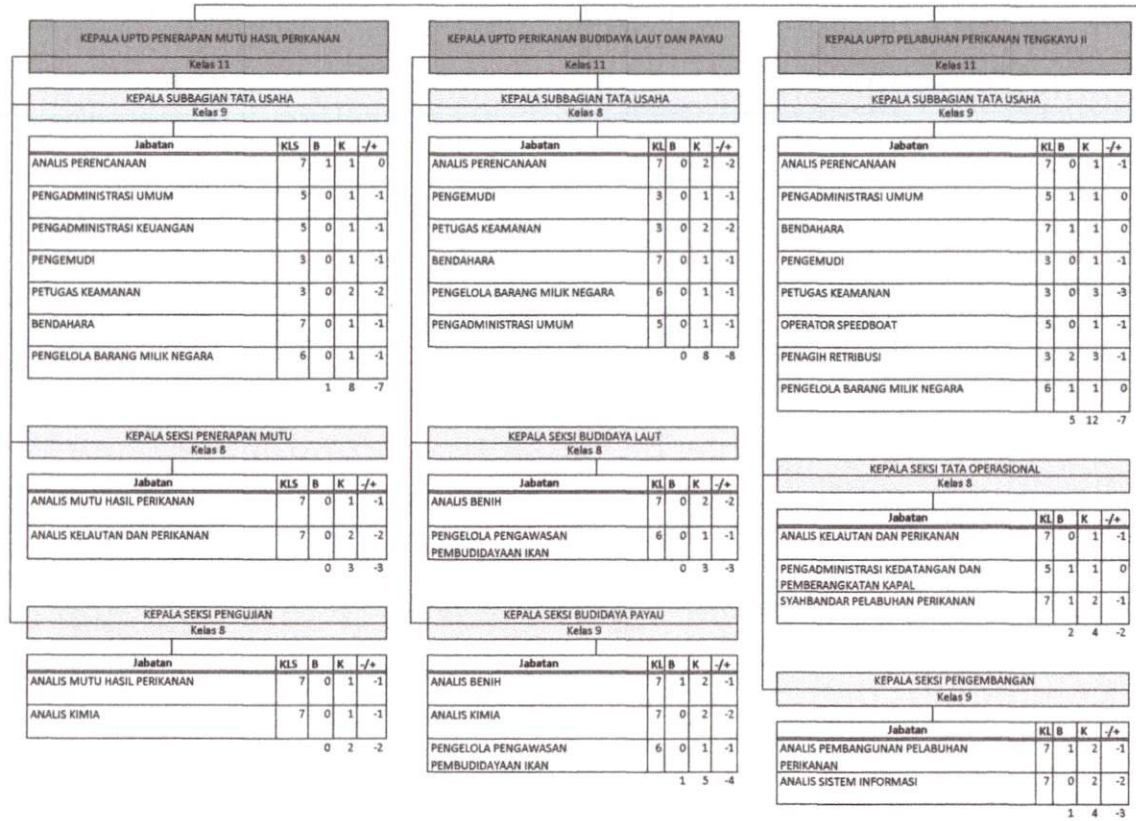 KEPALA UPTD PENERAPAN MUTU HASIL PERIKANAN
Kelas 11
KEPALA SUBBAGIAN TATA USAHA
Kelas 9
Jabatan KLS B K -/+
ANALIS PERENCANAAN 7 1 1 0
PENGADMINISTRASI UMUM 5 0 1 -1
PENGADMINISTRASI KEUANGAN 5 0 1 -1
PENGEMUDI 3 0 1 -1
PETUGAS KEAMANAN 3 0 2 -2
BENDAHARA 7 0 1 -1
PENGELOLA BARANG MILIK NEGARA 6 0 1 -1
1 8 -7
KEPALA SEKSI PENERAPAN MUTU
Kelas 8
Jabatan KLS B K -/+
ANALIS MUTU HASIL PERIKANAN 7 0 1 -1
ANALIS KELAUTAN DAN PERIKANAN 7 0 2 -2
0 3 -3
KEPALA SEKSI PENGUJIAN
Kelas 8
Jabatan KLS B K -/+
ANALIS MUTU HASIL PERIKANAN 7 0 1 -1
ANALIS KIMIA 7 0 1 -1
0 2 -2
KEPALA UPTD PERIKANAN BUDIDAYA LAUT DAN PAYAU
Kelas 11
KEPALA SUBBAGIAN TATA USAHA
Kelas 8
Jabatan KL B K -/+
ANALIS PERENCANAAN 7 0 2 -2
PENGEMUDI 3 0 1 -1
PETUGAS KEAMANAN 3 0 2 -2
BENDAHARA 7 0 1 -1
PENGELOLA BARANG MILIK NEGARA 6 0 1 -1
PENGADMINISTRASI UMUM 5 0 1 -1
0 8 -8
KEPALA SEKSI BUDIDAYA LAUT
Kelas 8
Jabatan KL B K -/+
ANALIS BENIH 7 0 2 -2
PENGELOLA PENGAWASAN 6 0 1 -1
PEMBUDIDAYAAN IKAN
0 3 -3
KEPALA SEKSI BUDIDAYA PAYAU
Kelas 9
Jabatan KL B K -/+
ANALIS BENIH 7 1 2 -1
ANALIS KIMIA 7 0 2 -2
PENGELOLA PENGAWASAN 6 0 1 -1
PEMBUDIDAYAAN IKAN
1 5 -4
KEPALA UPTD PELABUHAN PERIKANAN TENGKAYU II
Kelas 11
KEPALA SUBBAGIAN TATA USAHA
Kelas 9
Jabatan KL B K -/+
ANALIS PERENCANAAN 7 0 1 -1
PENGADMINISTRASI UMUM 5 1 1 0
BENDAHARA 7 1 1 0
PENGEMUDI 3 0 1 -1
PETUGAS KEAMANAN 3 0 3 -3
OPERATOR SPEEDBOAT 5 0 1 -1
PENAGIH RETRIBUSI 3 2 3 -1
PENGELOLA BARANG MILIK NEGARA 6 1 1 0
5 12 -7
KEPALA SEKSI TATA OPERASIONAL
Kelas 8
Jabatan KL B K -/+
ANALIS KELAUTAN DAN PERIKANAN 7 0 1 -1
PENGADMINISTRASI KEDATANGAN DAN 5 1 1 0
PEMBERANGKATAN KAPAL
SYAHBANDAR PELABUHAN PERIKANAN 7 1 2 -1
2 4 -2
KEPALA SEKSI PENGEMBANGAN
Kelas 9
Jabatan KL B K -/+
ANALIS PEMBANGUNAN PELABUHAN 7 1 2 -1
PERIKANAN
ANALIS SISTEM INFORMASI 7 0 2 -2
1 4 -3